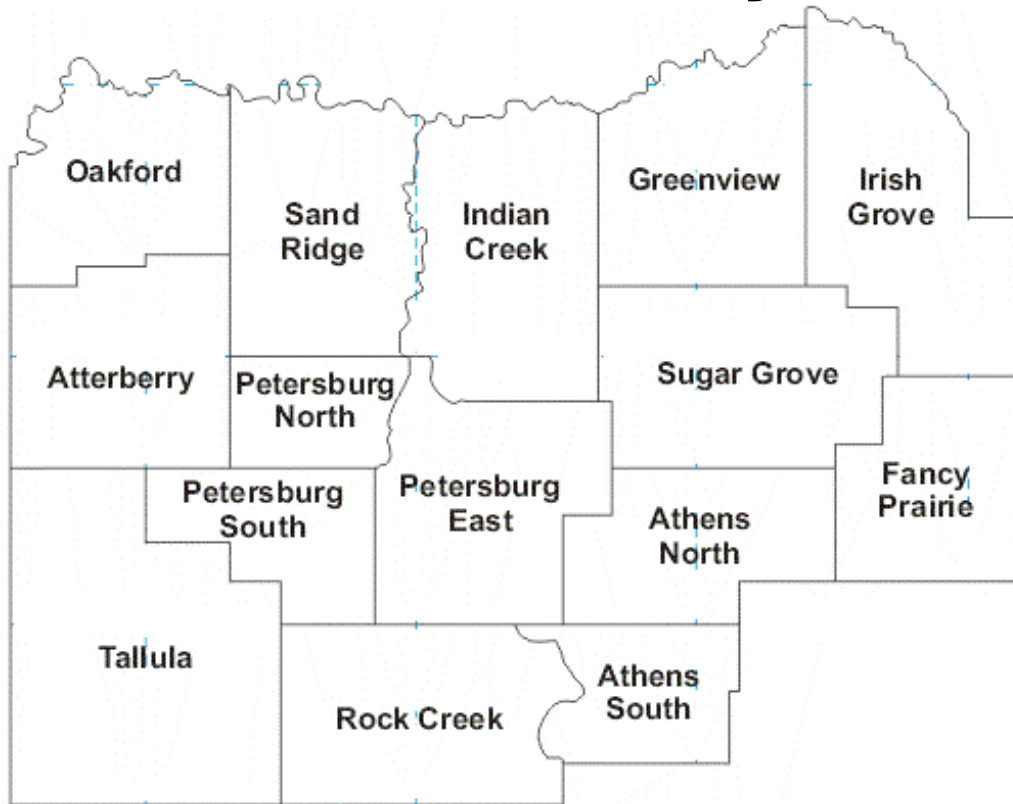 Oakford
Sand
Ridge
Indian
Creek
Greenview
Irish
Grove
Atterberry
Petersburg
North
Sugar Grove
Petersburg
South
Petersburg
East
Athens
North
Fancy
Prairie
Tallula
Rock Creek
Athens
South